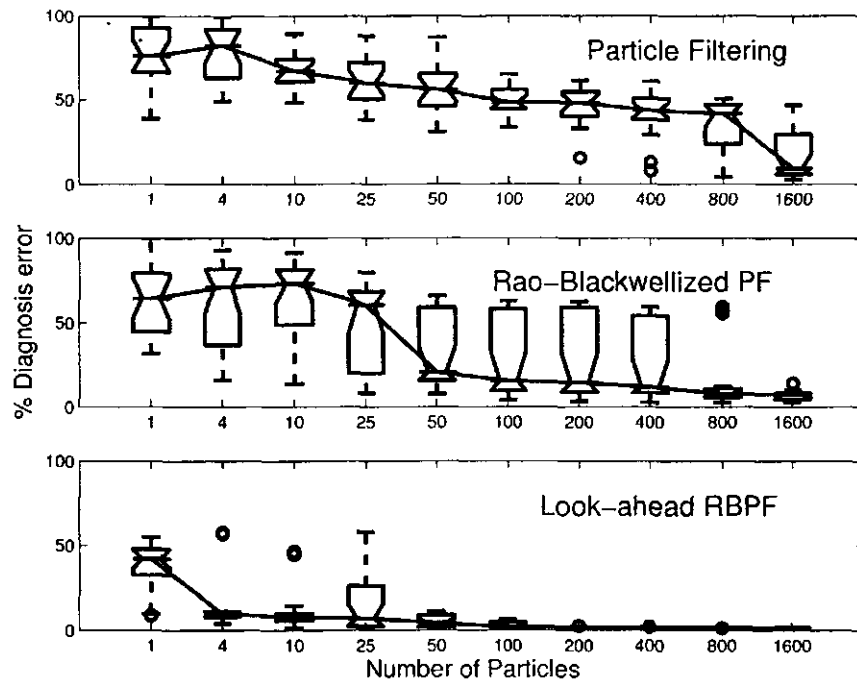 100
Particle Filtering
50
0
1 4 10 25 50 100 200 400 800 1600
100
Rao-Blackwellized PF
50
0
1 4 10 25 50 100 200 400 800 1600
% Diagnosis error
100
Look-ahead RBPF
50
0
1 4 10 25 50 100 200 400 800 1600
Number of Particles